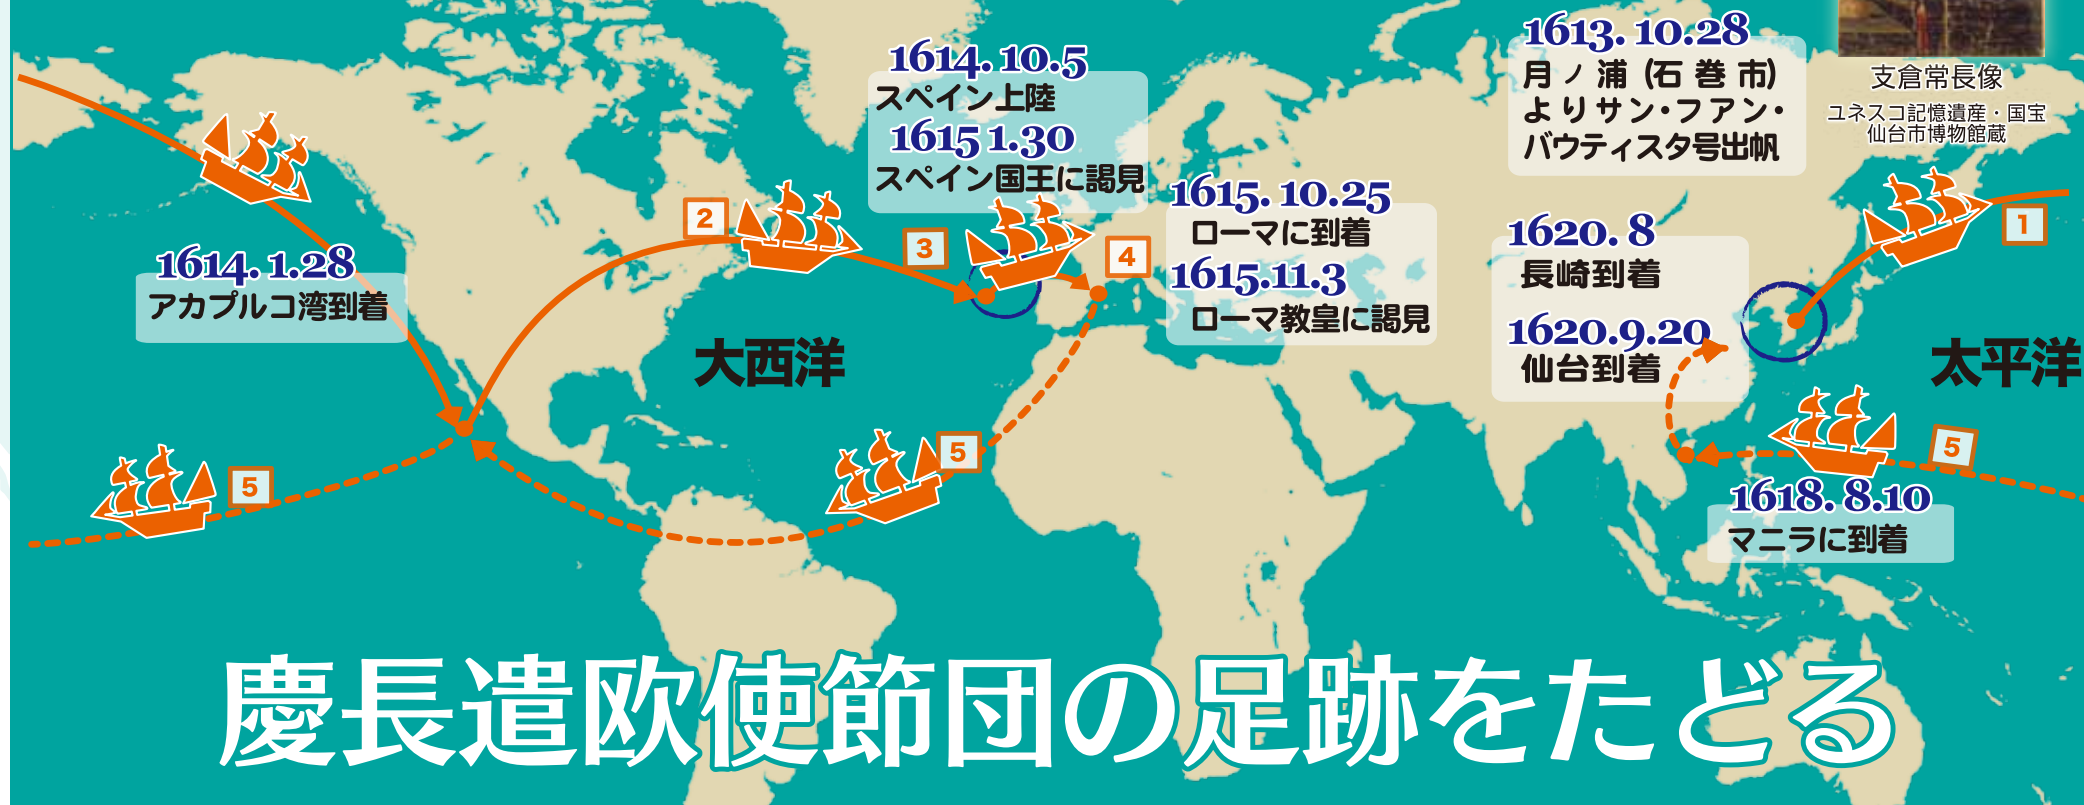 1614. 10.5
スペイン上陸
1615 1.30
スペイン国王に謁見
1613. 10.28
月ノ浦（石巻市）
よりサン・フアン・
バウティスタ号出帆
支倉常長像
ユネスコ記憶遺産・国宝
仙台市博物館蔵
1
2
3
4
1615. 10.25
ローマに到着
1615.11.3
ローマ教皇に謁見
1620. 8
長崎到着
1620.9.20
仙台到着
1614. 1.28
アカプルコ湾到着
大西洋
太平洋
5
5
5
1618. 8.10
マニラに到着
慶長遣欧使節団の足跡をたどる